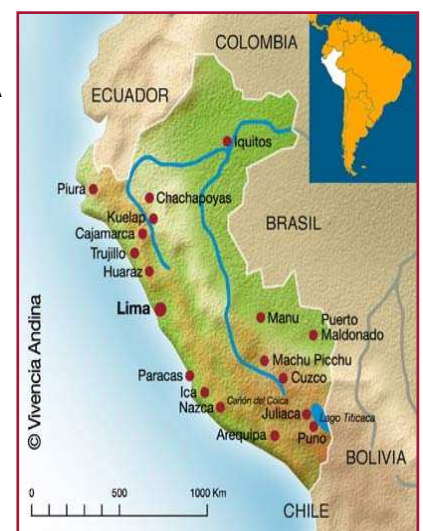 COLOMBIA
ECUADOR
Iquitos
Piura
Chachapoyas
Kuelap
Cajamarca
BRASIL
Trujillo
Huaraz
Lima
Manu
Puerto
Maldonado
Machu Picchu
Paracas
Cuzco
Ica
Cañón del Colca
Nazca
Juliaca
Lago Titicaca
Arequipa
Puno
BOLIVIA
© Vivencia Andina
0 500 1000 Km
CHILE